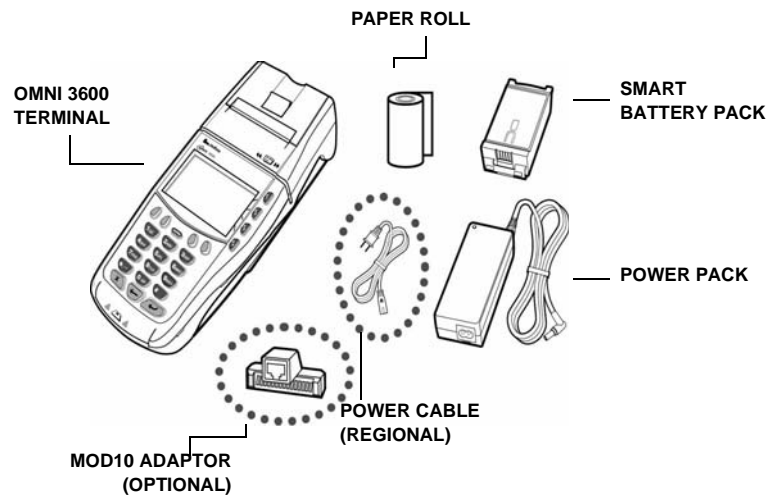 PAPER ROLL
OMNI 3600
TERMINAL
SMART
BATTERY PACK
POWER PACK
POWER CABLE
(REGIONAL)
MOD10 ADAPTOR
(OPTIONAL)